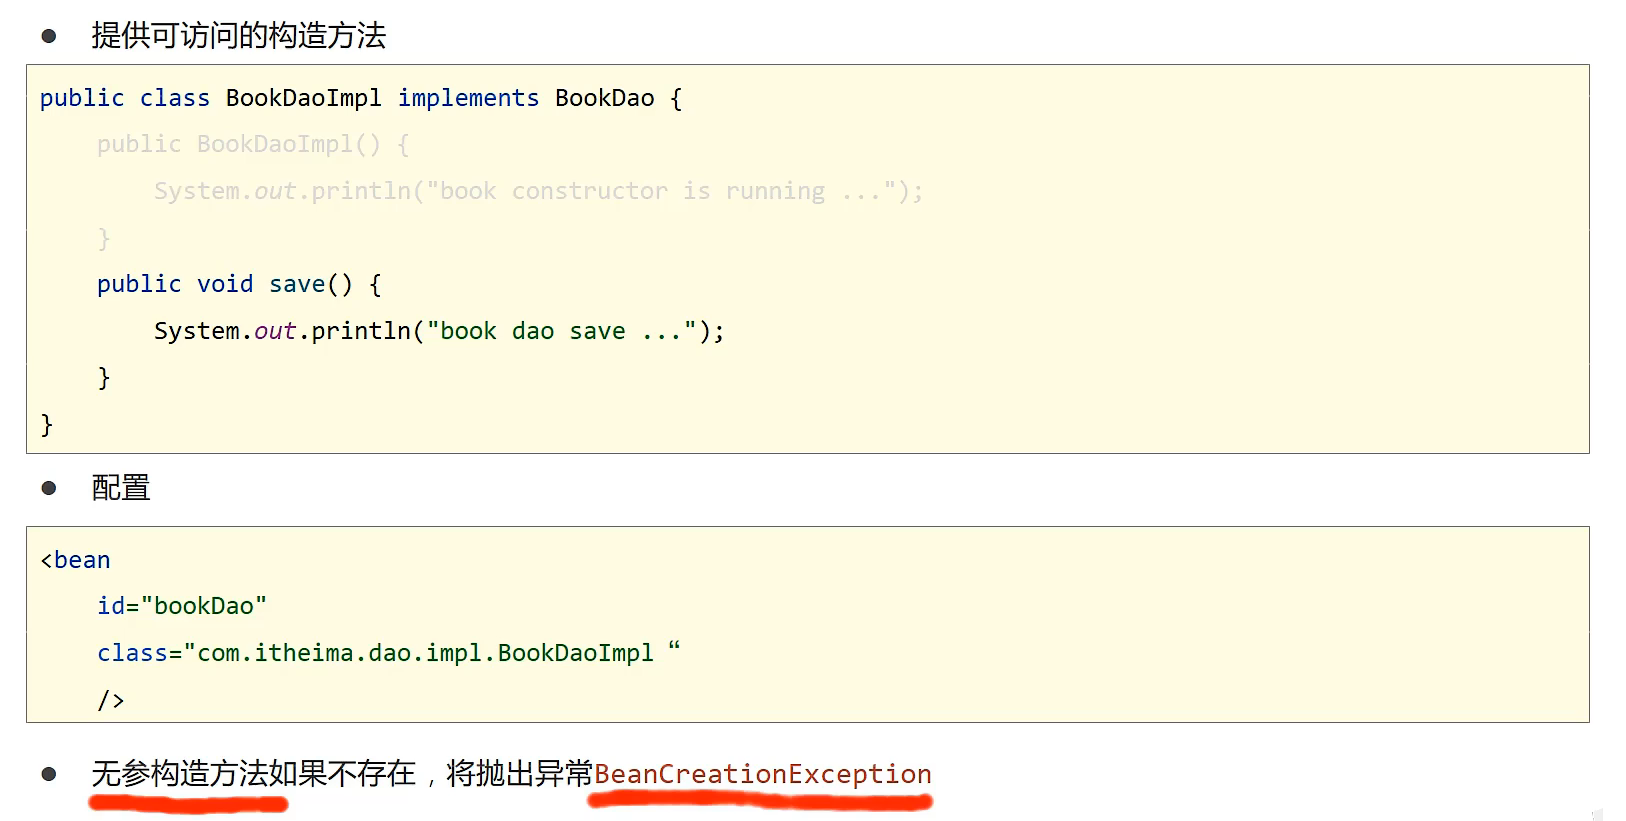 ● 提供可访问的构造方法
public class BookDaoImpl implements BookDao {
public BookDaoImpl() {
System.out.println("book constructor is running ...");
}
public void save() {
System.out.println("book dao save ...");
}
}
● 配置
<bean
id="bookDao"
class="com.itheima.dao.impl.BookDaoImpl “
/>
● 无参构造方法如果不存在，将抛出异常BeanCreationException